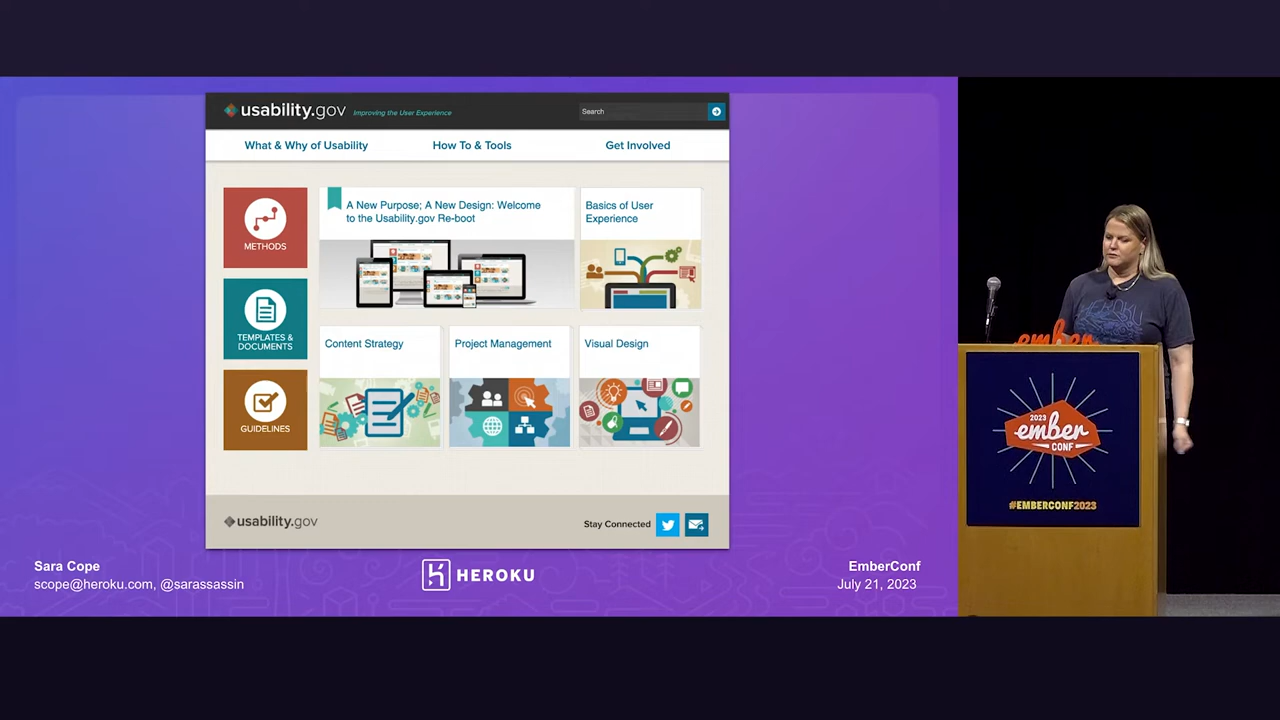 usability.gov Improving the User Experience
Search
What & Why of Usability
How To & Tools
Get Involved
METHODS
TEMPLATES &
DOCUMENTS
GUIDELINES
A New Purpose; A New Design: Welcome
to the Usability.gov Re-boot
Basics of User
Experience
Content Strategy
Project Management
Visual Design
usability.gov
Stay Connected
Sara Cope
scope@heroku.com, @sarassassin
HEROKU
EmberConf
July 21, 2023
HEROKU
ember
2023
ember
CONF
#EMBERCONF2023